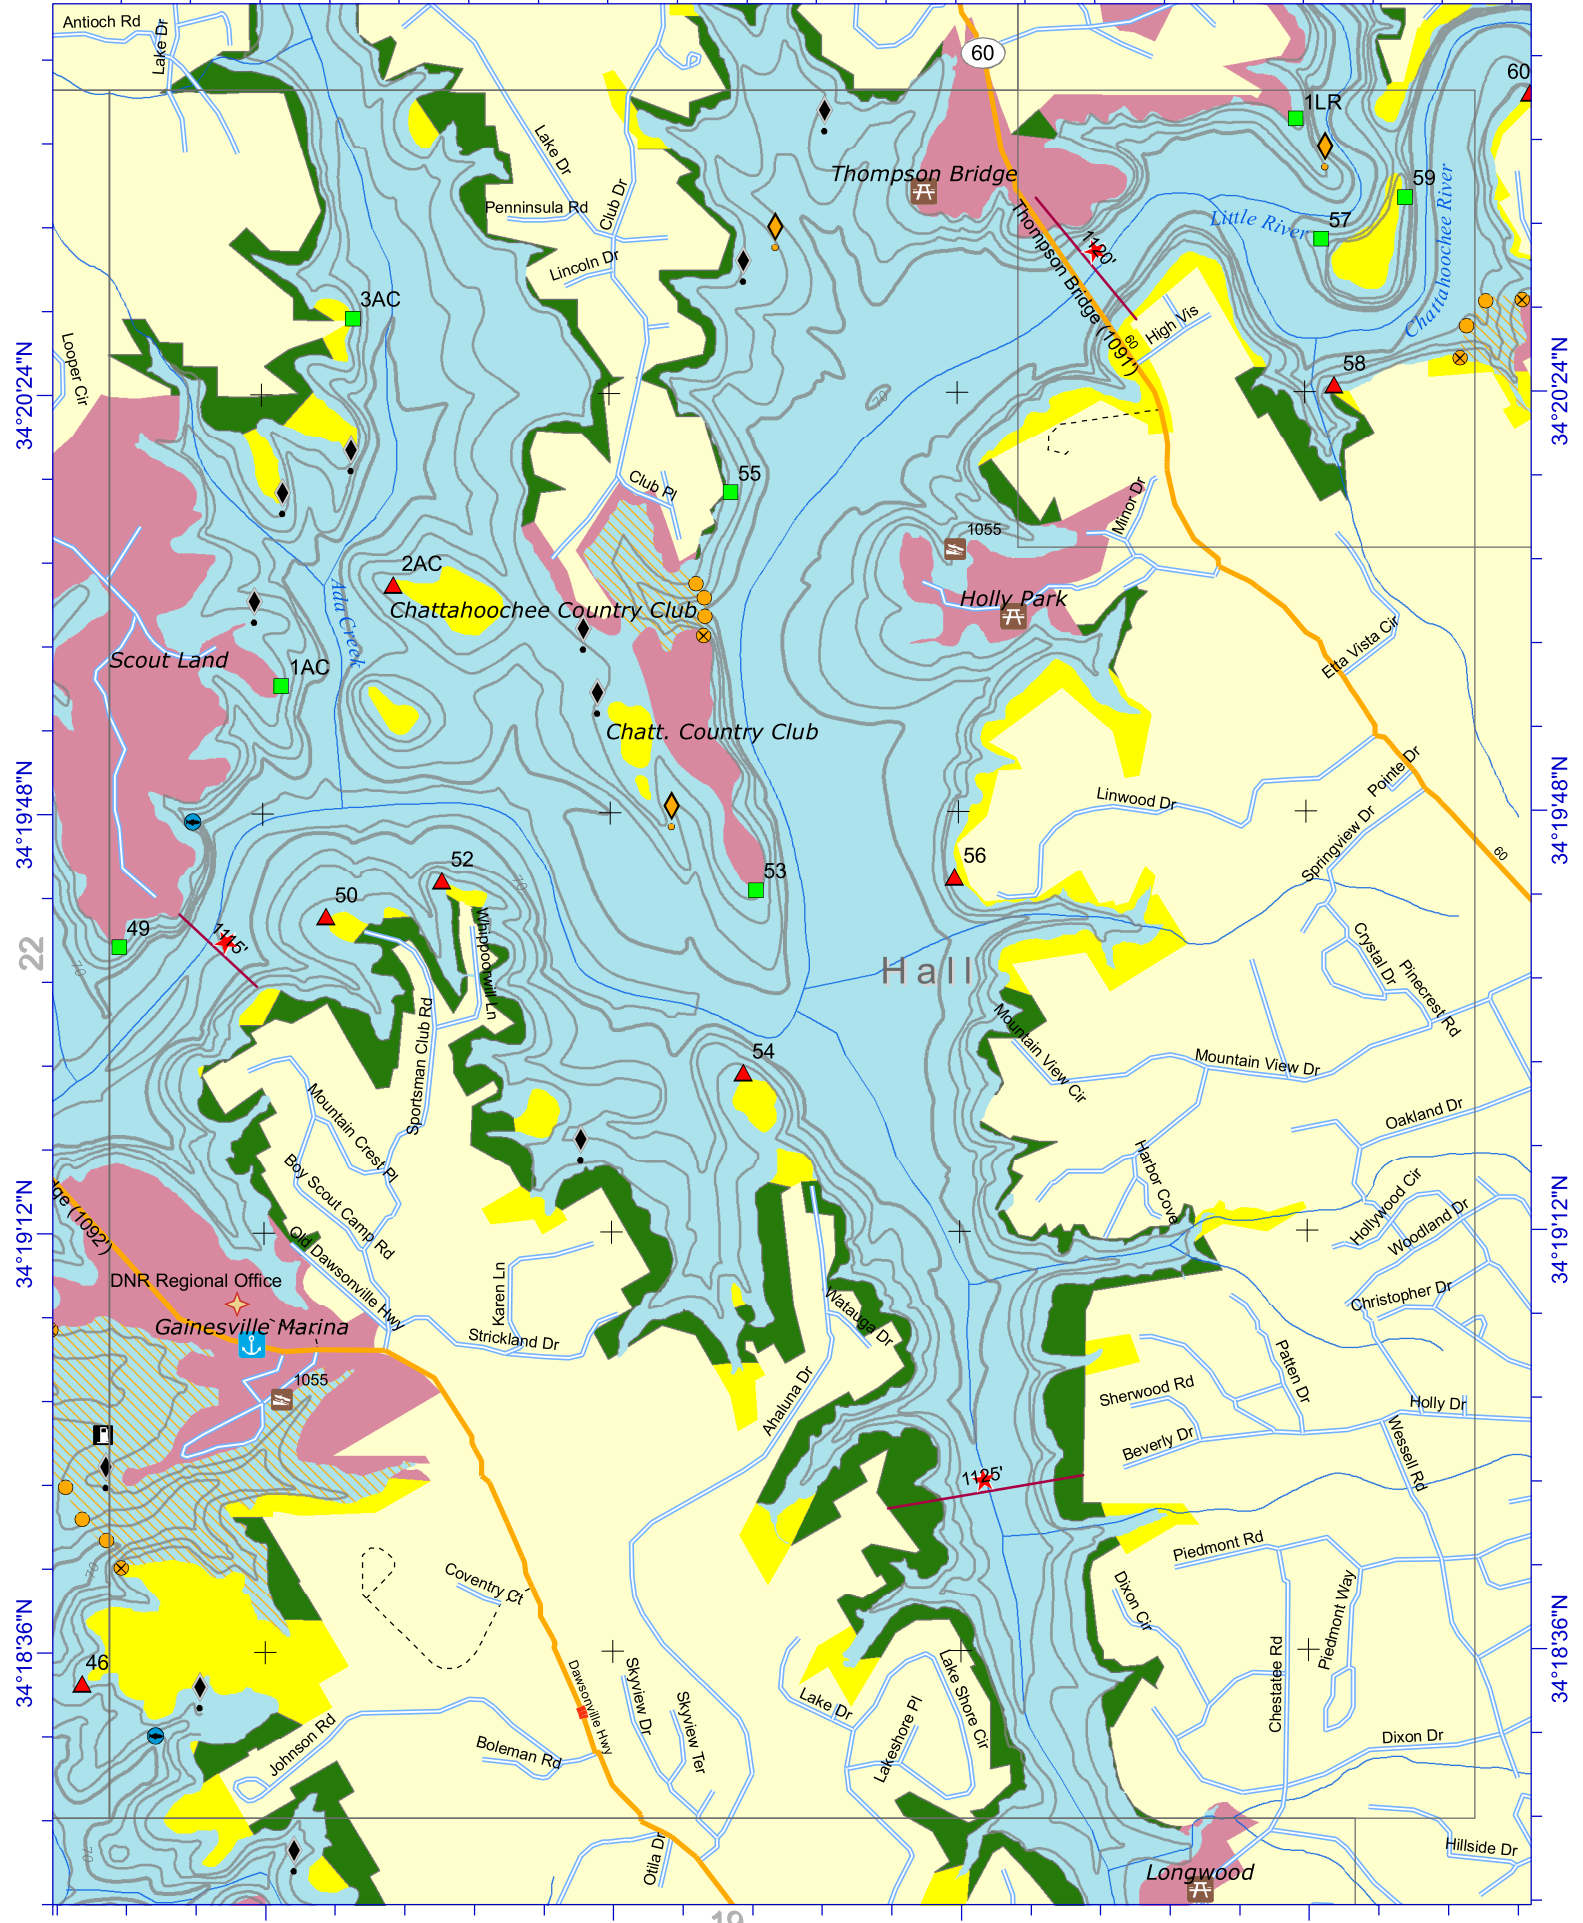 Antioch Rd
Lake Dr
60
60
1LR
Lake Dr
Thompson Bridge
59
Penninsula Rd
Club Dr
57
Little River
Chattahoochee River
Lincoln Dr
1120'
Thompson Bridge (1091')
3AC
High Vis
60
Looper Cir
34°20'24"N
34°20'24"N
58
70
55
Club Pl
Minor Dr
1055
2AC
Chattahoochee Country Club
Holly Park
Ada Creek
Etta Vista Cir
Scout Land
1AC
Chatt. Country Club
Pointe Dr
34°19'48"N
34°19'48"N
Linwood Dr
Springview Dr
60
52
56
53
70
50
Whippoorwill Ln
49
1115'
22
70
Hall
Crystal Dr
Pinecrest Rd
Sportsman Club Rd
Mountain View Cir
54
Mountain View Dr
Mountain Crest Pl
Oakland Dr
Boy Scout Camp Rd
Harbor Cove
34°19'12"N
34°19'12"N
dge (1092')
Old Dawsonville Hwy
Hollywood Cir
Woodland Dr
DNR Regional Office
Karen Ln
Christopher Dr
Gainesville Marina
Watauga Dr
Strickland Dr
Patten Dr
1055
Ahaluna Dr
Sherwood Rd
Holly Dr
Beverly Dr
Wessell Rd
1125'
Piedmont Rd
70
Coventry Ct
Dixon Cir
Piedmont Way
34°18'36"N
34°18'36"N
46
Dawsonville Hwy
Skyview Dr
Lake Shore Cir
Chestatee Rd
Skyview Ter
Lake Dr
Lakeshore Pl
Johnson Rd
Boleman Rd
Dixon Dr
70
Otila Dr
Hillside Dr
Longwood
19